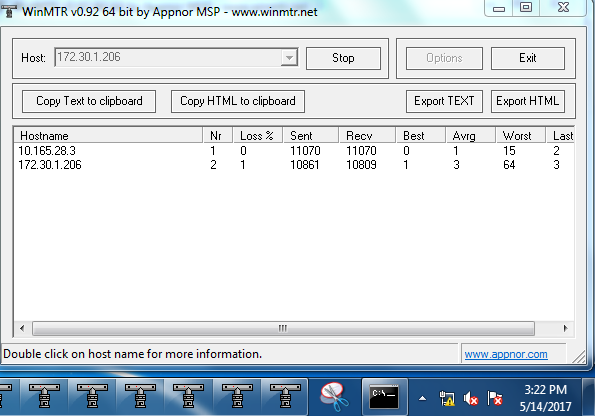 WinMTR v0.92 64 bit by Appnor MSP - www.winmtr.net
Host: 172.30.1.206 Stop Options Exit
Copy Text to clipboard Copy HTML to clipboard Export TEXT Export HTML
Hostname Nr Loss % Sent Recv Best Avrg Worst Last
10.165.28.3 1 0 11070 11070 0 1 15 2
172.30.1.206 2 1 10861 10809 1 3 64 3
Double click on host name for more information. www.appnor.com
C:\_
3:22 PM
5/14/2017